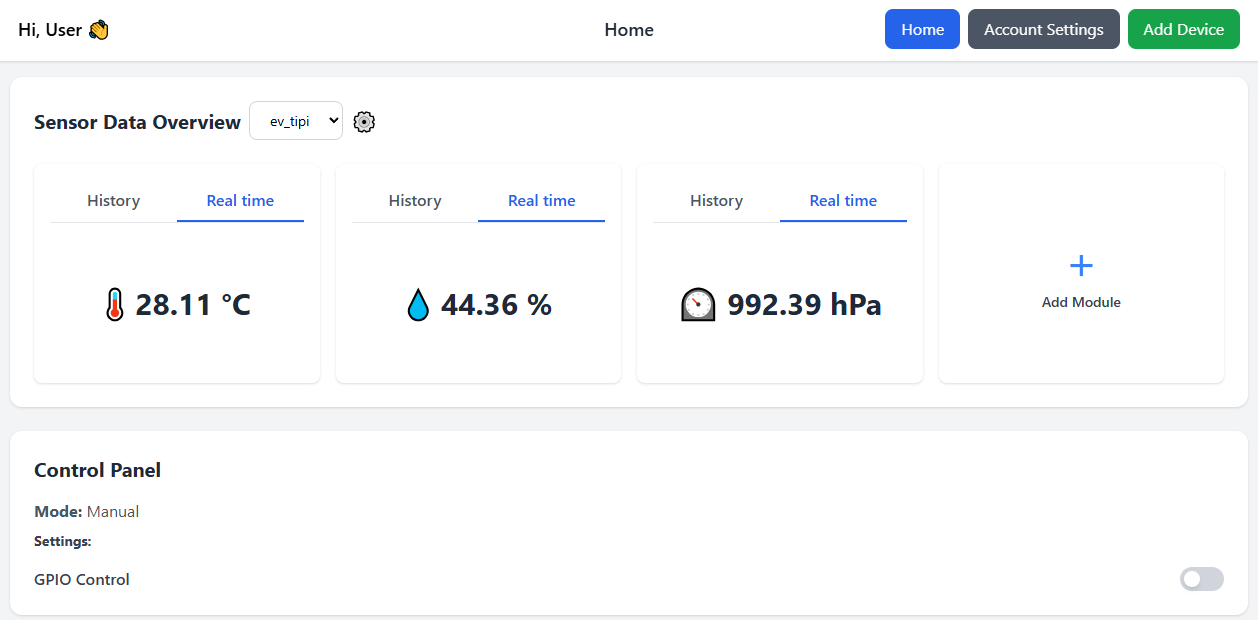 Hi, User 👋 Home Home Account Settings Add Device
Sensor Data Overview ev_tipi
History Real time History Real time History Real time
28.11 °C 44.36 % 992.39 hPa
Add Module
Control Panel
Mode: Manual
Settings:
GPIO Control